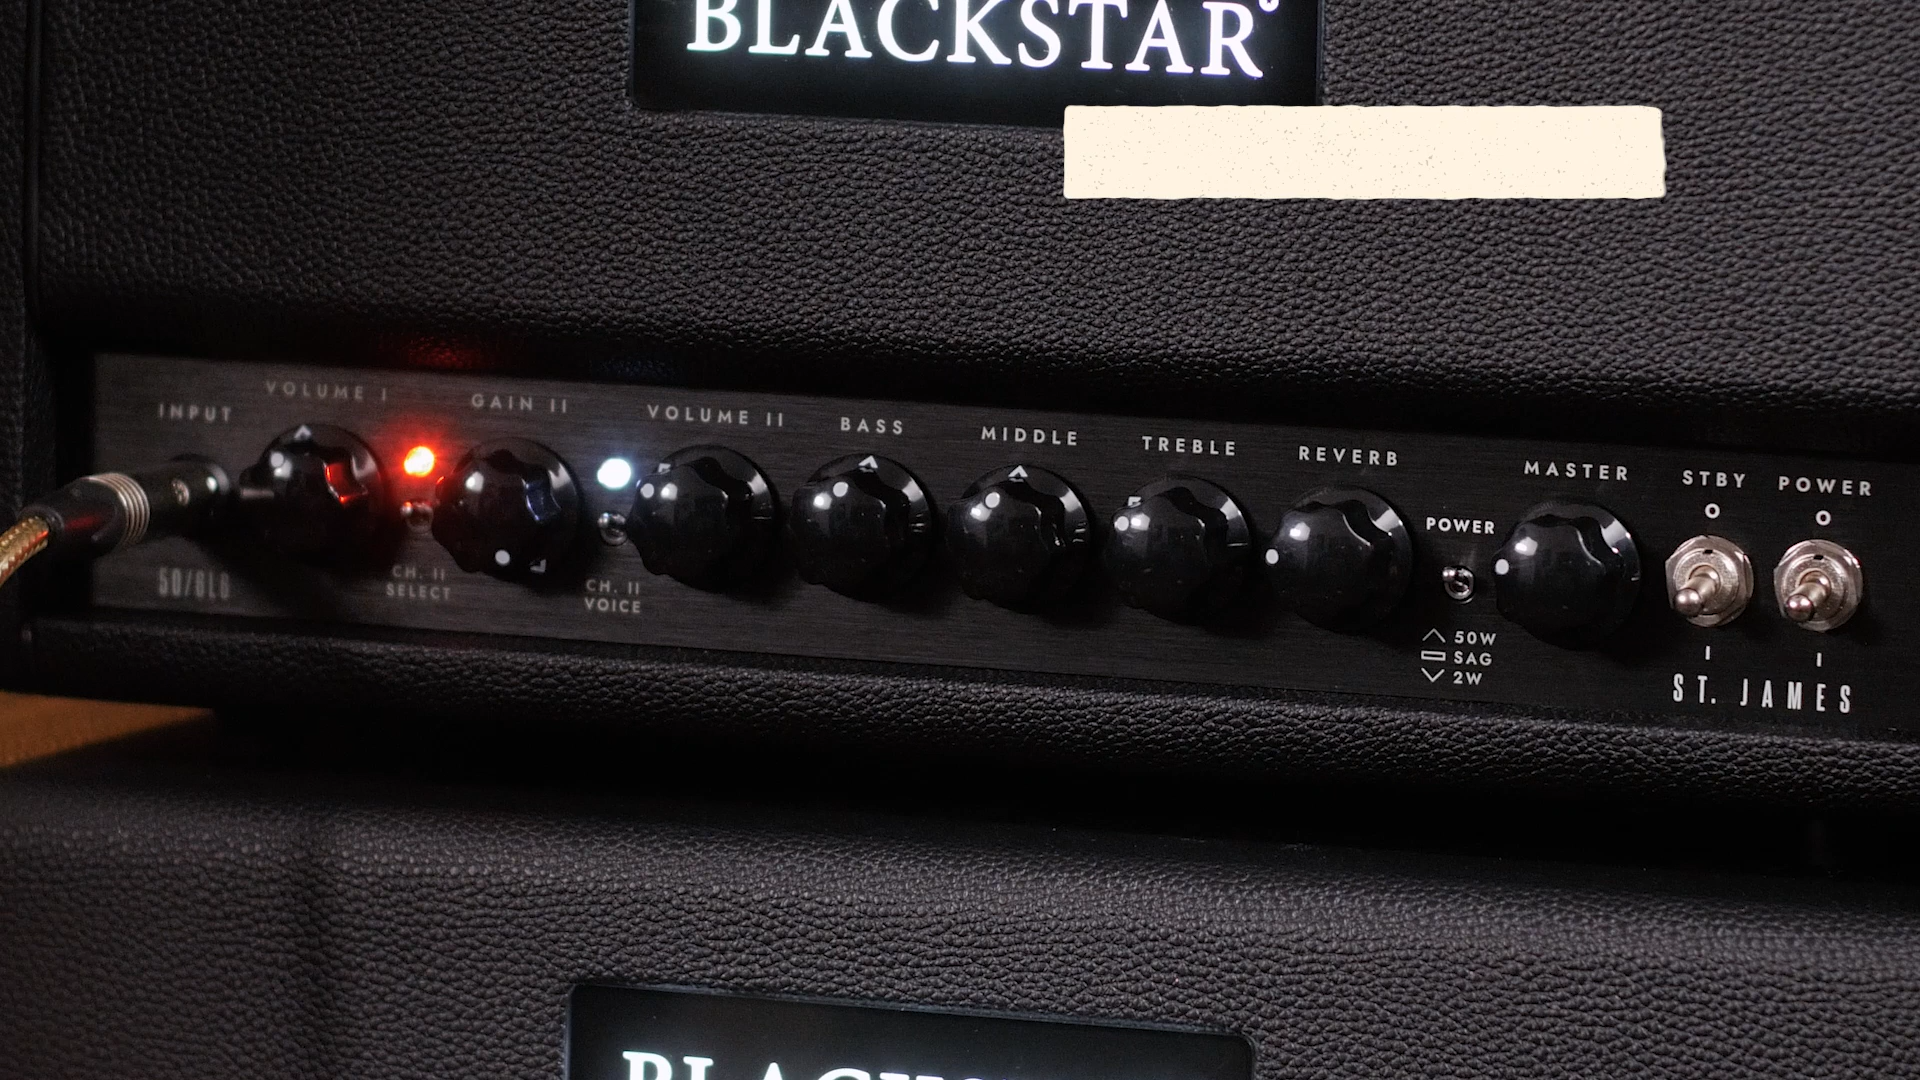 BLACKSTAR
INPUT
VOLUME I
GAIN II
VOLUME II
BASS
MIDDLE
TREBLE
REVERB
MASTER
STBY
POWER
O
O
POWER
50/6L6
CH. II
SELECT
CH. II
VOICE
50W
SAG
2W
I
I
ST. JAMES